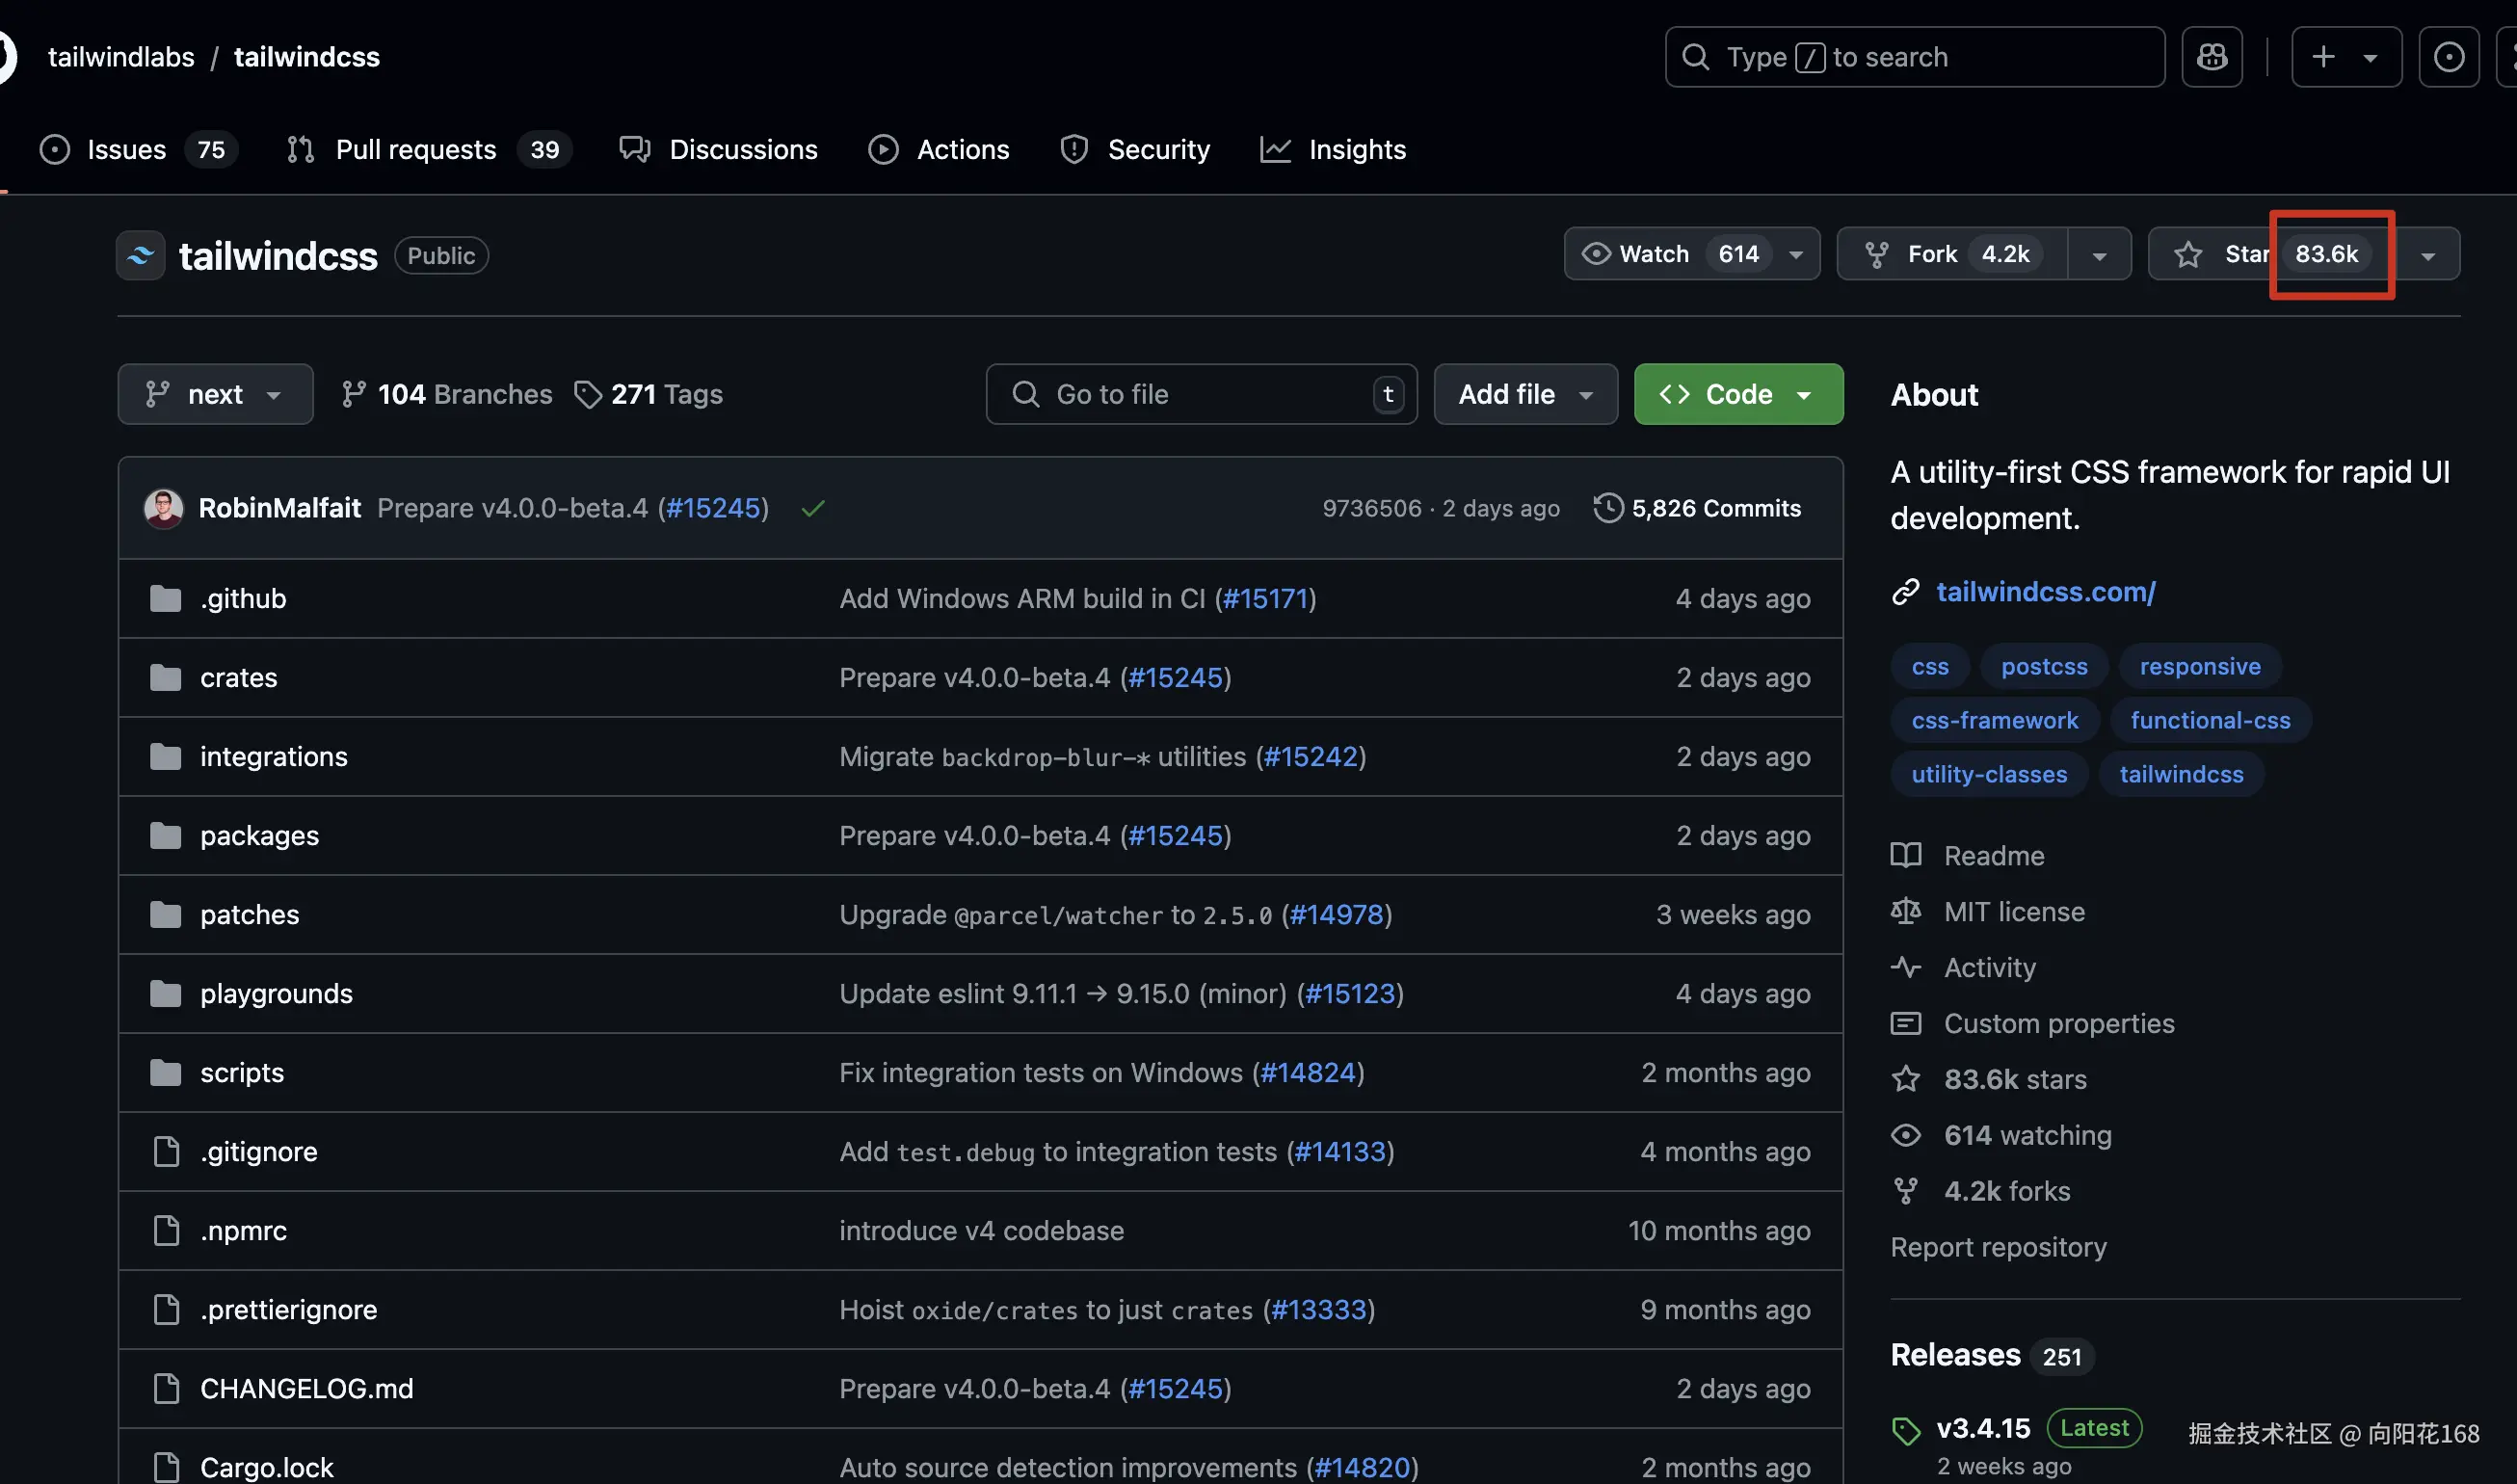 tailwindlabs / tailwindcss
Type / to search
Issues 75 Pull requests 39 Discussions Actions Security Insights
tailwindcss Public
Watch 614 Fork 4.2k Star 83.6k
next 104 Branches 271 Tags Go to file t Add file Code
RobinMalfait Prepare v4.0.0-beta.4 (#15245) 9736506 · 2 days ago 5,826 Commits
.github Add Windows ARM build in CI (#15171) 4 days ago
crates Prepare v4.0.0-beta.4 (#15245) 2 days ago
integrations Migrate backdrop-blur-* utilities (#15242) 2 days ago
packages Prepare v4.0.0-beta.4 (#15245) 2 days ago
patches Upgrade @parcel/watcher to 2.5.0 (#14978) 3 weeks ago
playgrounds Update eslint 9.11.1 → 9.15.0 (minor) (#15123) 4 days ago
scripts Fix integration tests on Windows (#14824) 2 months ago
.gitignore Add test.debug to integration tests (#14133) 4 months ago
.npmrc introduce v4 codebase 10 months ago
.prettierignore Hoist oxide/crates to just crates (#13333) 9 months ago
CHANGELOG.md Prepare v4.0.0-beta.4 (#15245) 2 days ago
Cargo.lock Auto source detection improvements (#14820) 2 months ago
About
A utility-first CSS framework for rapid UI
development.
tailwindcss.com/
css postcss responsive
css-framework functional-css
utility-classes tailwindcss
Readme
MIT license
Activity
Custom properties
83.6k stars
614 watching
4.2k forks
Report repository
Releases 251
v3.4.15 Latest
2 weeks ago
掘金技术社区 @ 向阳花168